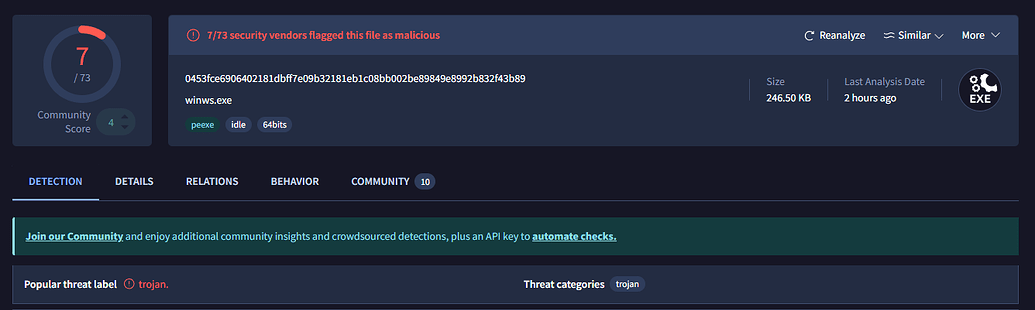 7
/ 73
Community
Score
4
7/73 security vendors flagged this file as malicious
Reanalyze
Similar
More
0453fce6906402181dbff7e09b32181eb1c08bb002be89849e8992b832f43b89
winws.exe
peexe idle 64bits
Size
246.50 KB
Last Analysis Date
2 hours ago
EXE
DETECTION DETAILS RELATIONS BEHAVIOR COMMUNITY 10
Join our Community and enjoy additional community insights and crowdsourced detections, plus an API key to automate checks.
Popular threat label trojan.
Threat categories trojan